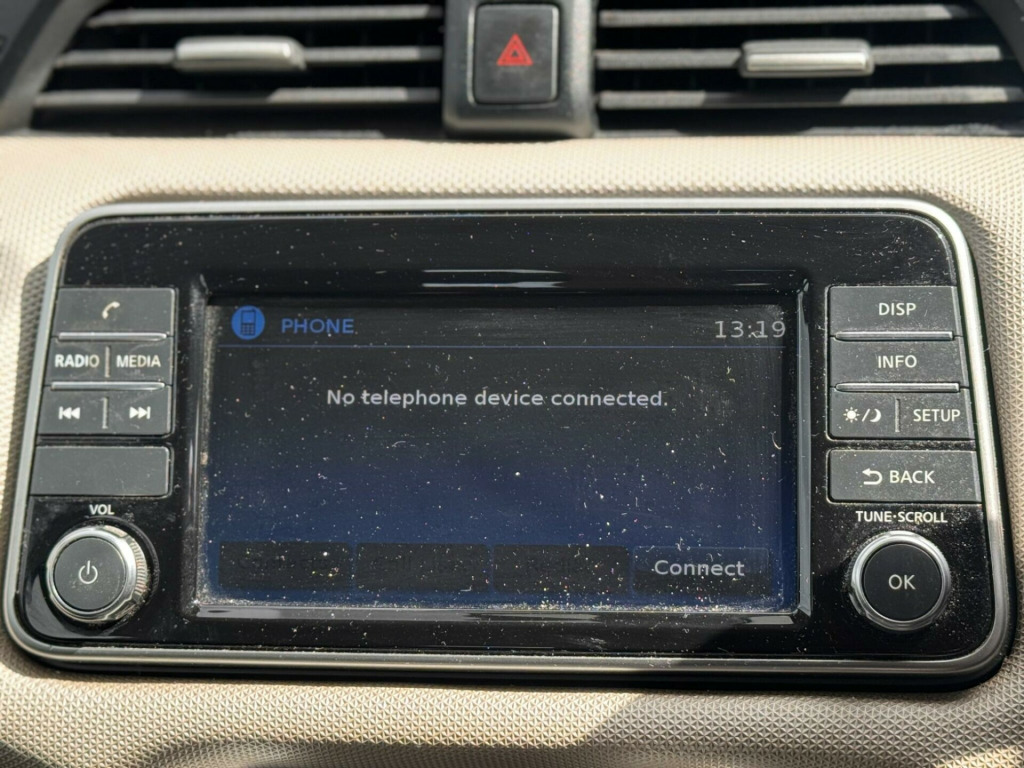 PHONE
13:19
No telephone device connected.
Connect
RADIO
MEDIA
VOL
DISP
INFO
SETUP
BACK
TUNE·SCROLL
OK